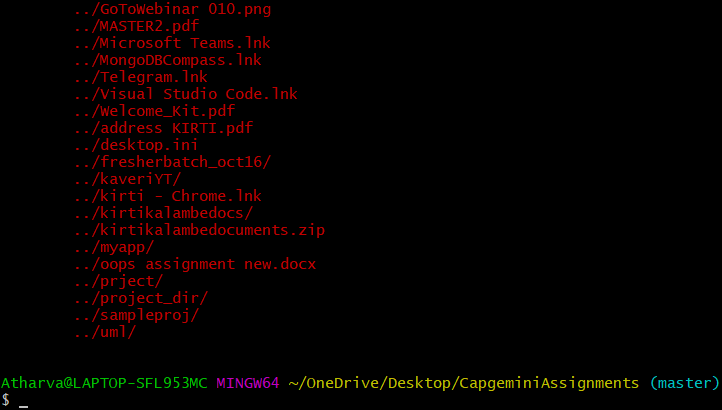 ../GoToWebinar 010.png
../MASTER2.pdf
../Microsoft Teams.lnk
../MongoDBCompass.lnk
../Telegram.lnk
../Visual Studio Code.lnk
../Welcome_Kit.pdf
../address KIRTI.pdf
../desktop.ini
../fresherbatch_oct16/
../kaveriYT/
../kirti - Chrome.lnk
../kirtikalambedocs/
../kirtikalambedocuments.zip
../myapp/
../oops assignment new.docx
../prject/
../project_dir/
../sampleproj/
../uml/
Atharva@LAPTOP-SFL953MC MINGW64 ~/OneDrive/Desktop/CapgeminiAssignments (master)
$ _